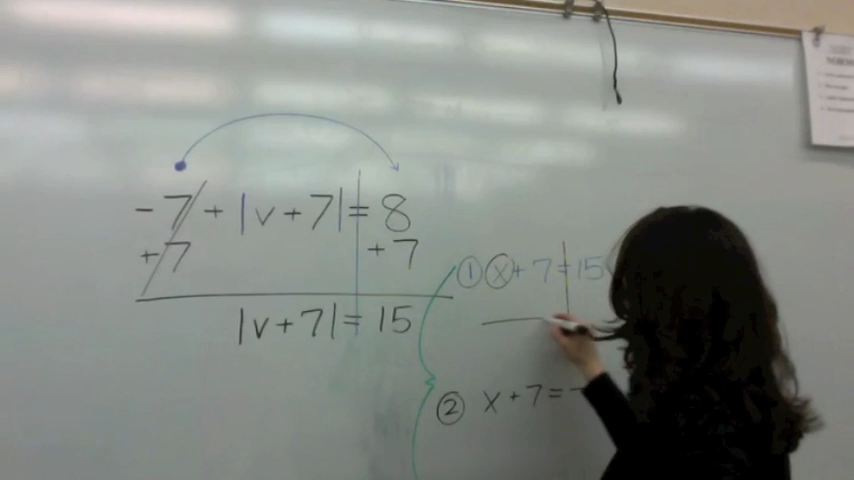 -7 + |v+7| = 8
+7 +7
|v+7| = 15
① x + 7 = 15
② x + 7 = -